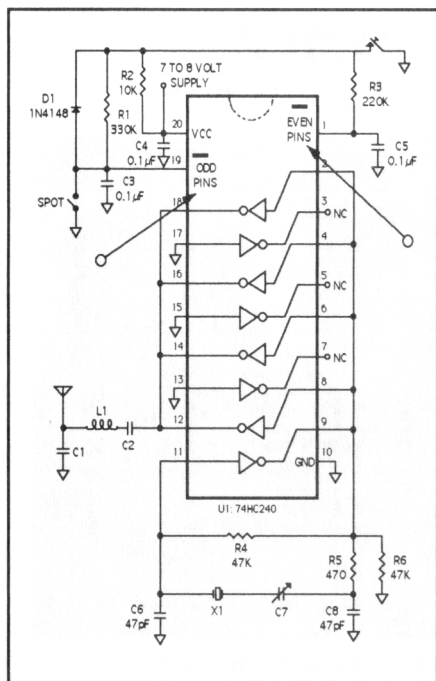 7 TO 8 VOLT
SUPPLY
D1
1N4148
R2
10K
R1
330K
R3
220K
20
VCC
EVEN
PINS
1
C4
0.1µF
19
ODD
PINS
2
C5
0.1µF
C3
0.1µF
SPOT
18
3
NC
17
4
16
5
NC
15
6
14
7
NC
13
8
L1
C2
12
9
C1
11
GND
10
U1: 74HC240
R4
47K
R5
470
R6
47K
C6
47pF
X1
C7
C8
47pF